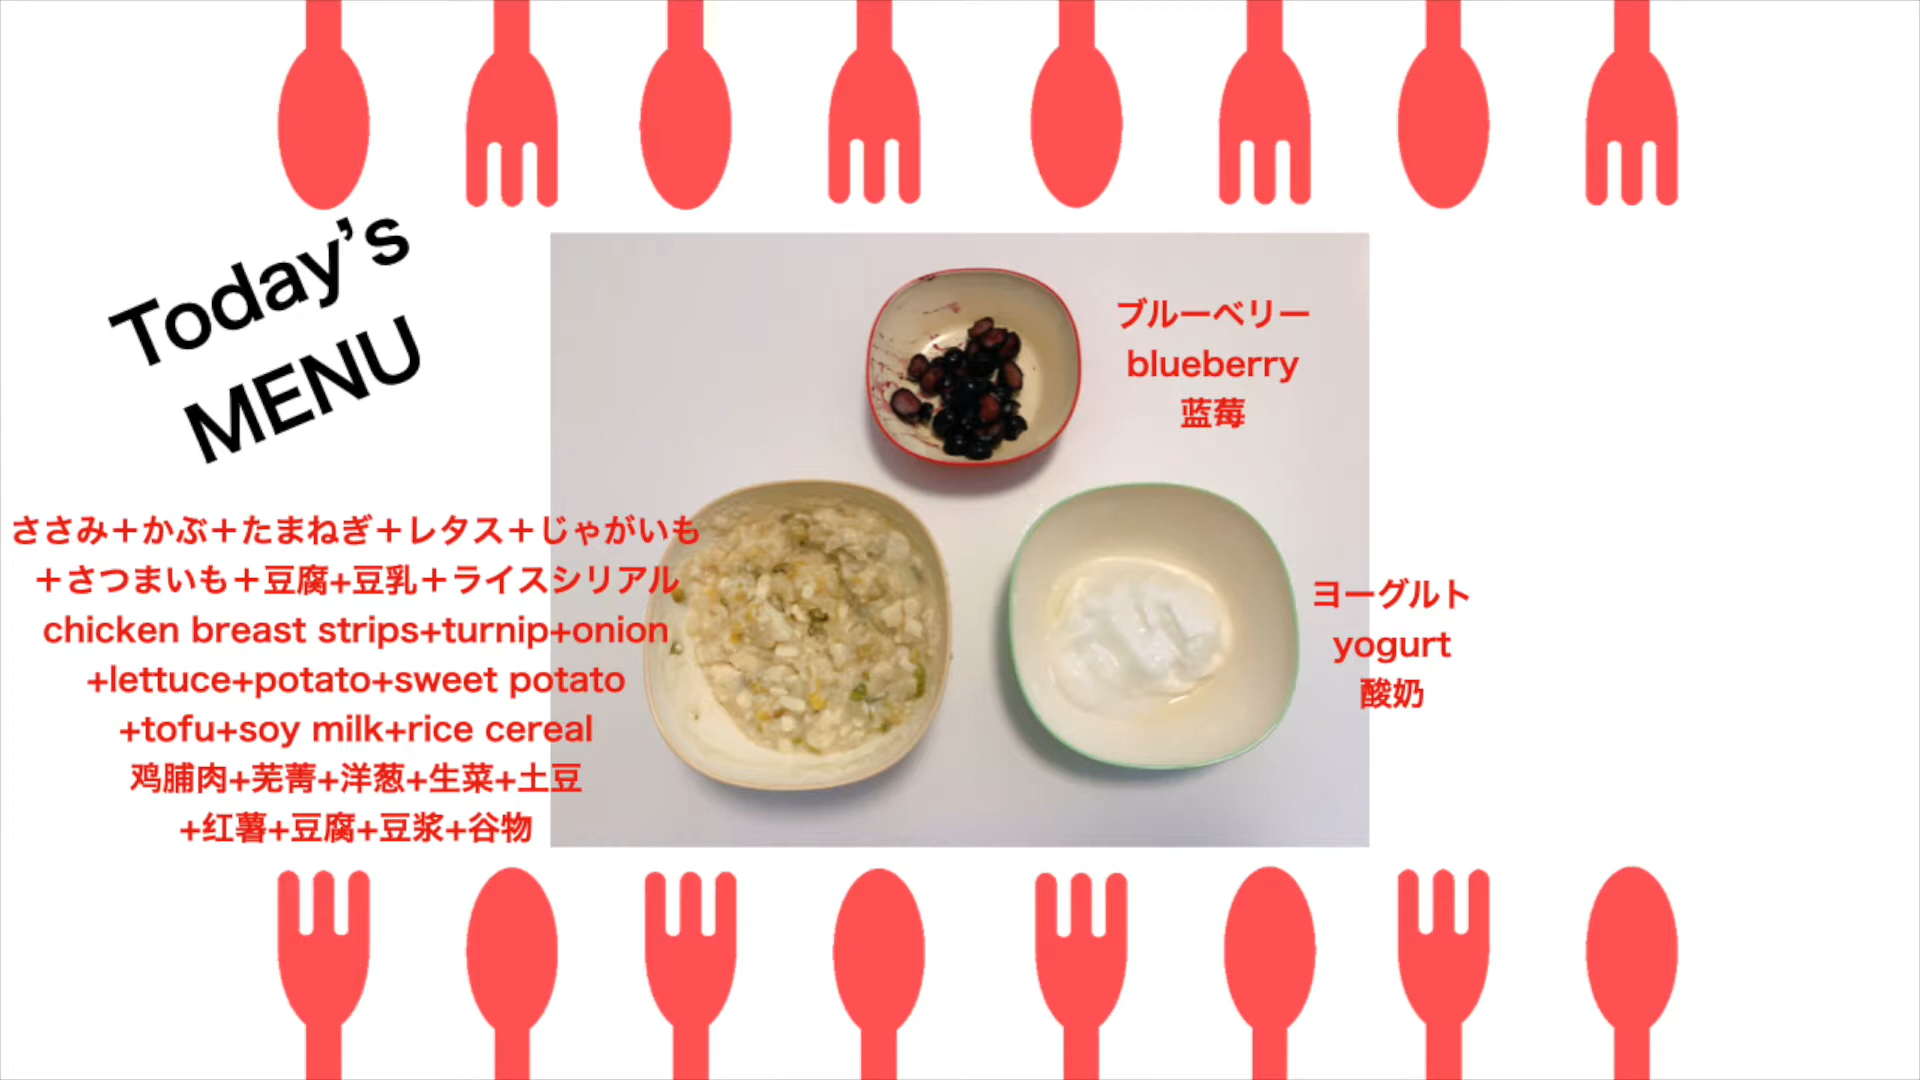 Today's
MENU
ブルーベリー
blueberry
蓝莓
ささみ＋かぶ＋たまねぎ＋レタス＋じゃがいも
＋さつまいも＋豆腐+豆乳＋ライスシリアル
chicken breast strips+turnip+onion
+lettuce+potato+sweet potato
+tofu+soy milk+rice cereal
鸡脯肉+芜菁+洋葱+生菜+土豆
+红薯+豆腐+豆浆+谷物
ヨーグルト
yogurt
酸奶